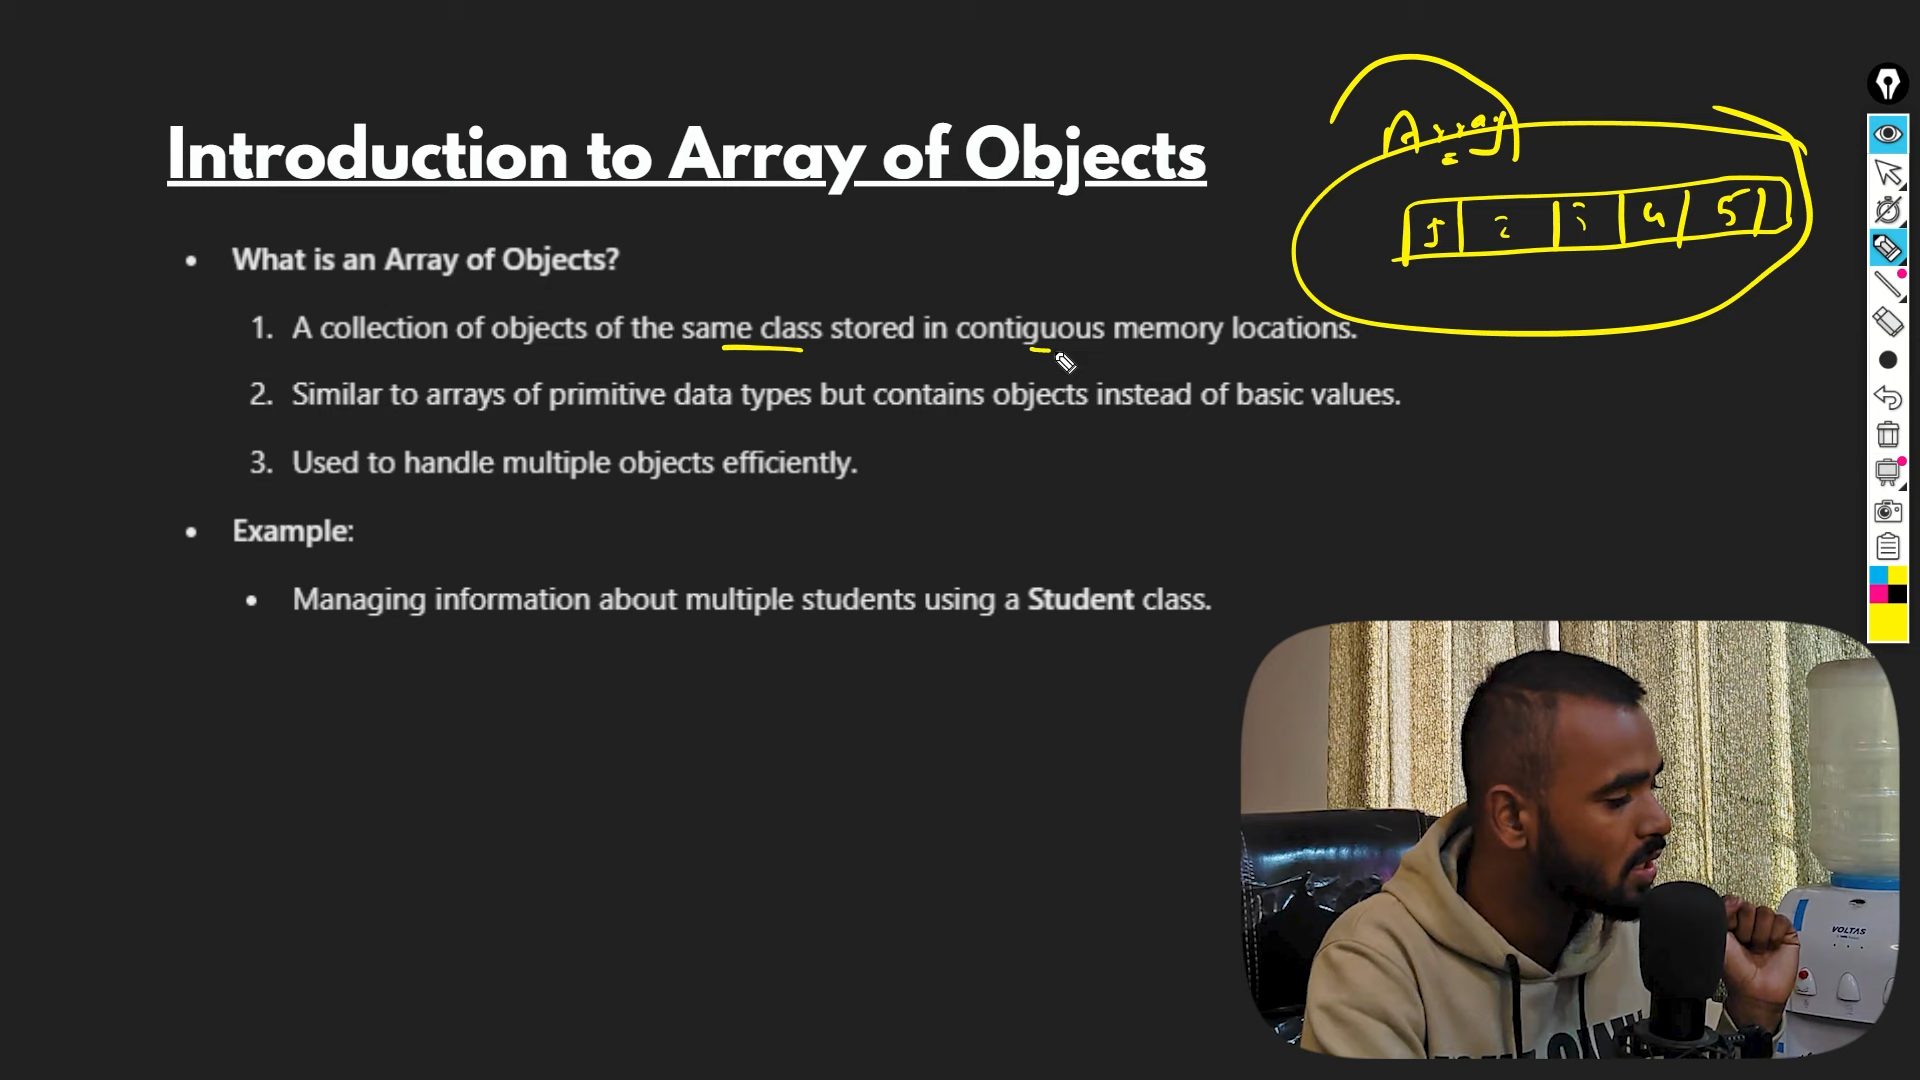 Introduction to Array of Objects
Array
2 3 4 5
• What is an Array of Objects?
1. A collection of objects of the same class stored in contiguous memory locations.
2. Similar to arrays of primitive data types but contains objects instead of basic values.
3. Used to handle multiple objects efficiently.
• Example:
• Managing information about multiple students using a Student class.
VOLTAS